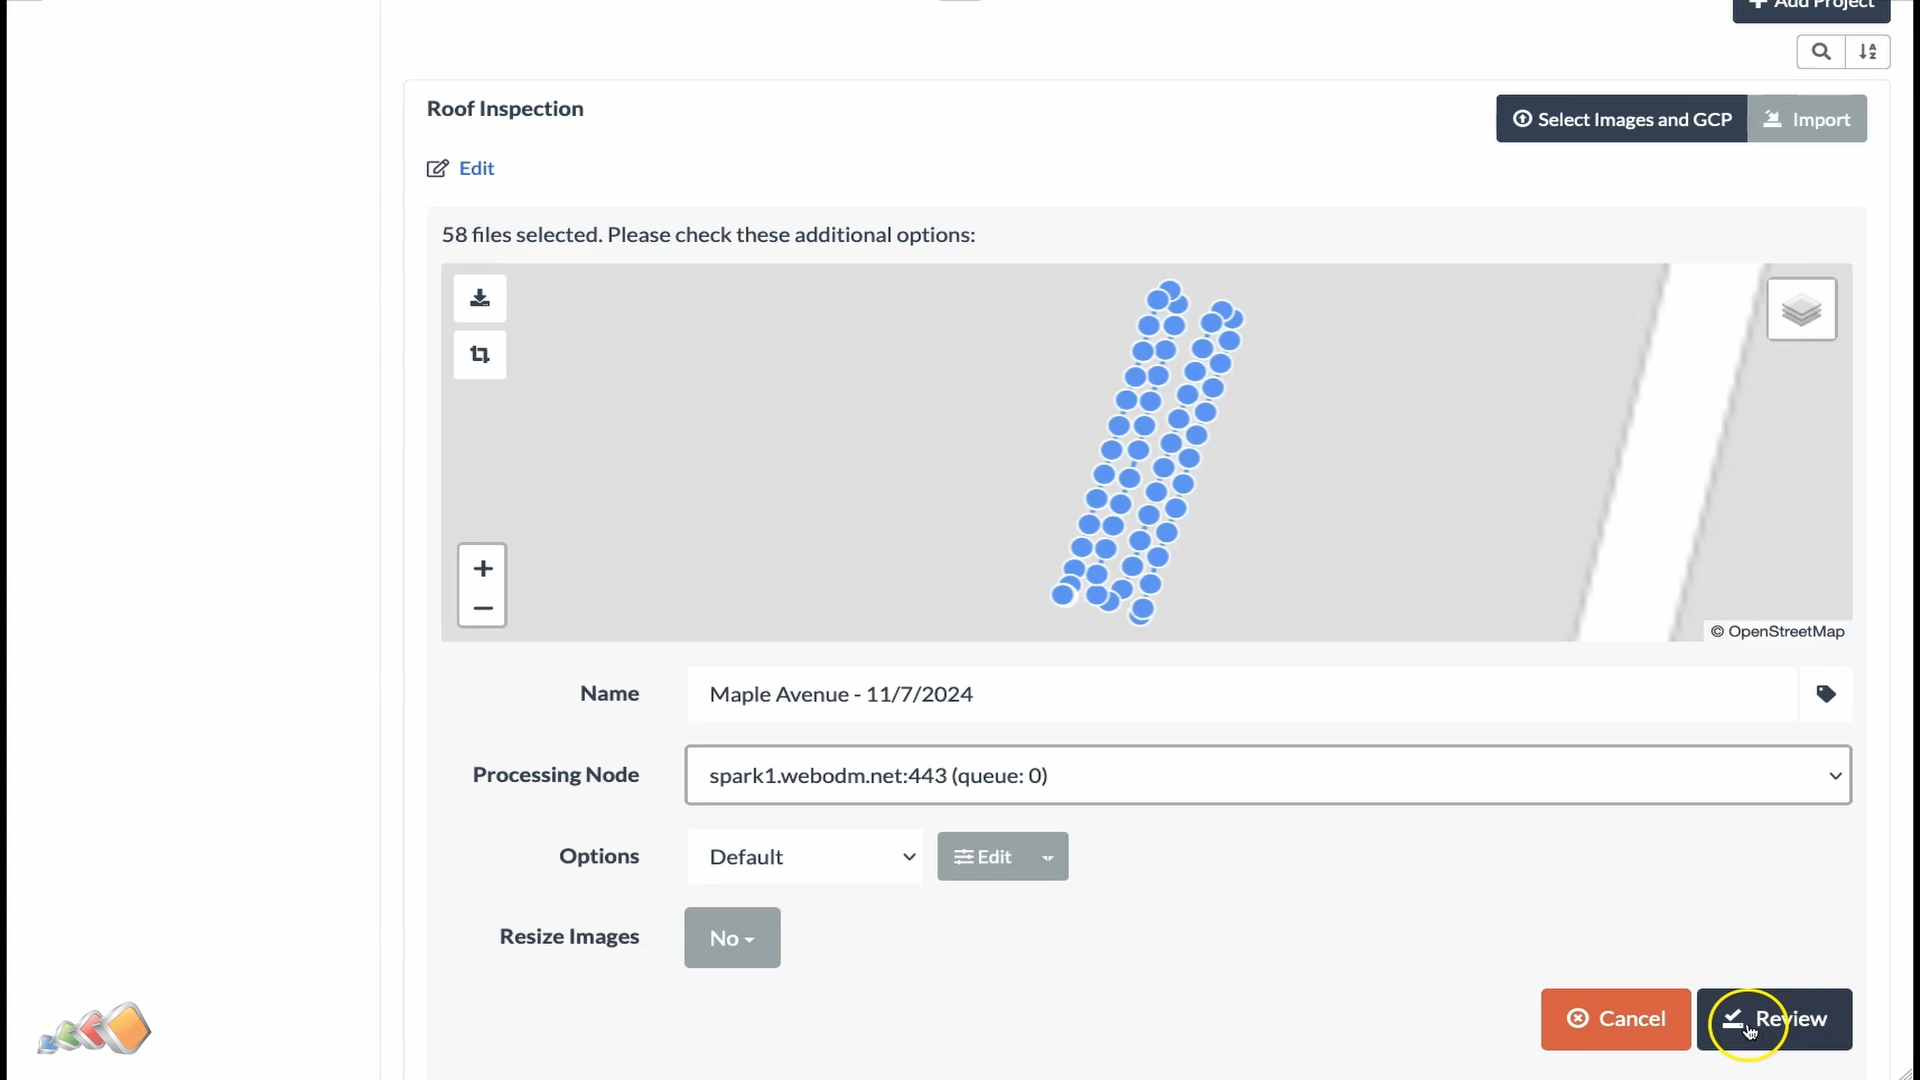 Add Project
Roof Inspection
Select Images and GCP
Import
Edit
58 files selected. Please check these additional options:
+
−
© OpenStreetMap
Name
Maple Avenue - 11/7/2024
Processing Node
spark1.webodm.net:443 (queue: 0)
Options
Default
Edit
Resize Images
No
Cancel
Review